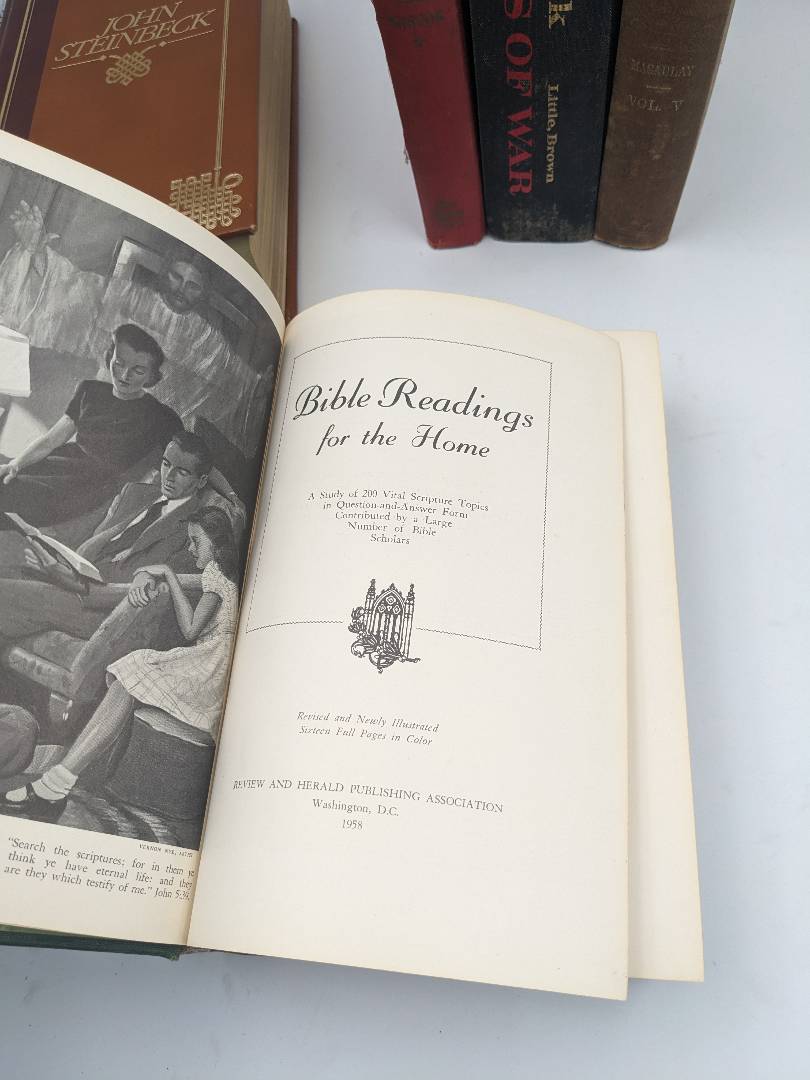 JOHN
STEINBECK
S OF WAR
Little, Brown
MACAULAY
VOL. V
Bible Readings
for the Home
A Study of 200 Vital Scripture Topics
in Question-and-Answer Form
Contributed by a Large
Number of Bible
Scholars
Revised and Newly Illustrated
Sixteen Full Pages in Color
REVIEW AND HERALD PUBLISHING ASSOCIATION
Washington, D.C.
1958
"Search the scriptures; for in them ye
think ye have eternal life: and they
are they which testify of me." John 5:39.